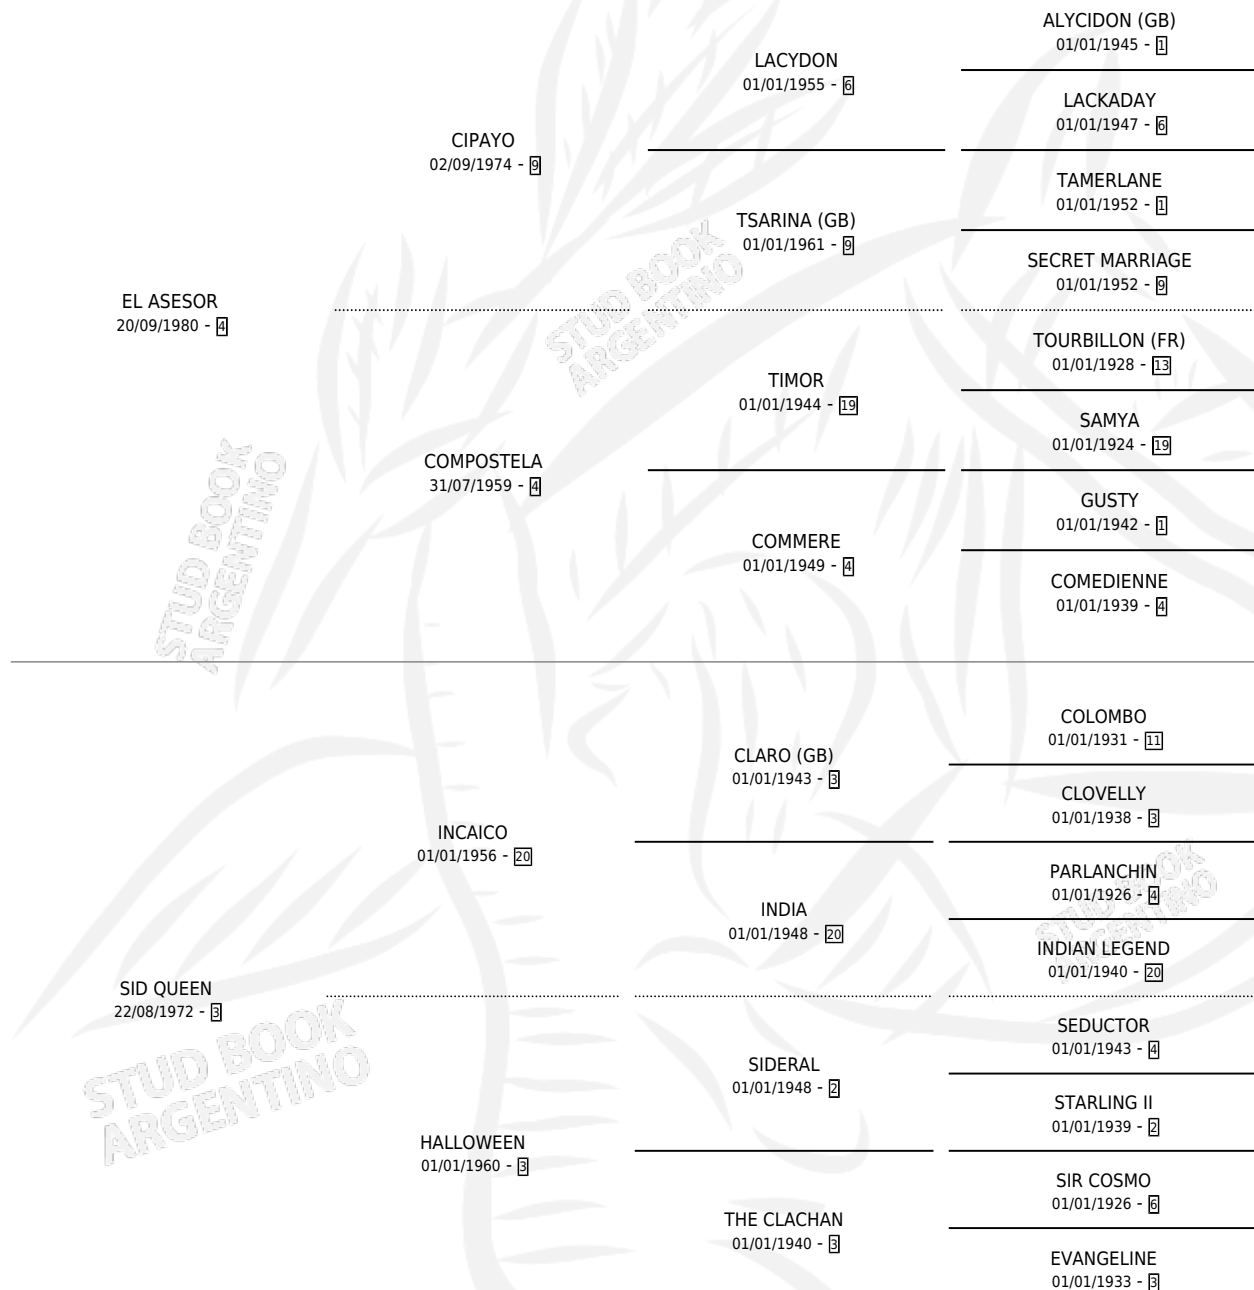 ALYCIDON (GB)
01/01/1945 - 1
LACYDON
01/01/1955 - 6
LACKADAY
01/01/1947 - 6
CIPAYO
02/09/1974 - 9
TAMERLANE
01/01/1952 - 1
TSARINA (GB)
01/01/1961 - 9
SECRET MARRIAGE
01/01/1952 - 9
EL ASESOR
20/09/1980 - 4
STUD BOOK
ARGENTINO
TOURBILLON (FR)
01/01/1928 - 13
TIMOR
01/01/1944 - 19
SAMYA
01/01/1924 - 19
COMPOSTELA
31/07/1959 - 4
GUSTY
01/01/1942 - 1
COMMERE
01/01/1949 - 4
COMEDIENNE
01/01/1939 - 4
STUD BOOK
ARGENTINO
COLOMBO
01/01/1931 - 11
CLARO (GB)
01/01/1943 - 3
CLOVELLY
01/01/1938 - 3
INCAICO
01/01/1956 - 20
PARLANCHIN
01/01/1926 - 4
INDIA
01/01/1948 - 20
STUD BOOK
ARGENTINO
INDIAN LEGEND
01/01/1940 - 20
SID QUEEN
22/08/1972 - 3
SEDUCTOR
01/01/1943 - 4
STUD BOOK
ARGENTINO
SIDERAL
01/01/1948 - 2
STARLING II
01/01/1939 - 2
HALLOWEEN
01/01/1960 - 3
SIR COSMO
01/01/1926 - 6
THE CLACHAN
01/01/1940 - 3
EVANGELINE
01/01/1933 - 3